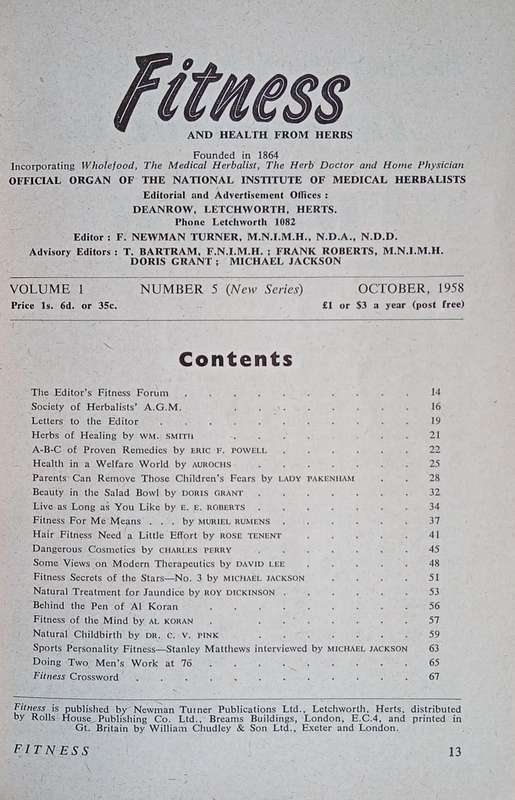 Fitness
AND HEALTH FROM HERBS
Founded in 1864
Incorporating Wholefood, The Medical Herbalist, The Herb Doctor and Home Physician
OFFICIAL ORGAN OF THE NATIONAL INSTITUTE OF MEDICAL HERBALISTS
Editorial and Advertisement Offices :
DEANROW, LETCHWORTH, HERTS.
Phone Letchworth 1082
Editor : F. NEWMAN TURNER, M.N.I.M.H., N.D.A., N.D.D.
Advisory Editors : T. BARTRAM, F.N.I.M.H. ; FRANK ROBERTS, M.N.I.M.H.
DORIS GRANT ; MICHAEL JACKSON
VOLUME 1 NUMBER 5 (New Series) OCTOBER, 1958
Price 1s. 6d. or 35c. £1 or $3 a year (post free)
Contents
The Editor's Fitness Forum . . . . . . . . . . 14
Society of Herbalists' A.G.M. . . . . . . . . 16
Letters to the Editor . . . . . . . . 19
Herbs of Healing by WM. SMITH . . . . . . . . 21
A-B-C of Proven Remedies by ERIC F. POWELL . . . . . . 22
Health in a Welfare World by AUROCHS . . . . . . . 25
Parents Can Remove Those Children's Fears by LADY PAKENHAM . . . 28
Beauty in the Salad Bowl by DORIS GRANT . . . . . . . 32
Live as Long as You Like by E. E. ROBERTS . . . . . . 34
Fitness For Me Means . . . by MURIEL RUMENS . . . . . . 37
Hair Fitness Need a Little Effort by ROSE TENENT . . . . . . 41
Dangerous Cosmetics by CHARLES PERRY . . . . . . . 45
Some Views on Modern Therapeutics by DAVID LEE . . . . . . 48
Fitness Secrets of the Stars—No. 3 by MICHAEL JACKSON . . . . . 51
Natural Treatment for Jaundice by ROY DICKINSON . . . . . . 53
Behind the Pen of Al Koran . . . . . . . . . 56
Fitness of the Mind by AL KORAN . . . . . . . . 57
Natural Childbirth by DR. C. V. PINK . . . . . . . 59
Sports Personality Fitness—Stanley Matthews interviewed by MICHAEL JACKSON 63
Doing Two Men's Work at 76 . . . . . . . . . 65
Fitness Crossword . . . . . . . . . . . 67
Fitness is published by Newman Turner Publications Ltd., Letchworth, Herts, distributed
by Rolls House Publishing Co. Ltd., Breams Buildings, London, E.C.4, and printed in
Gt. Britain by William Chudley & Son Ltd., Exeter and London.
FITNESS 13